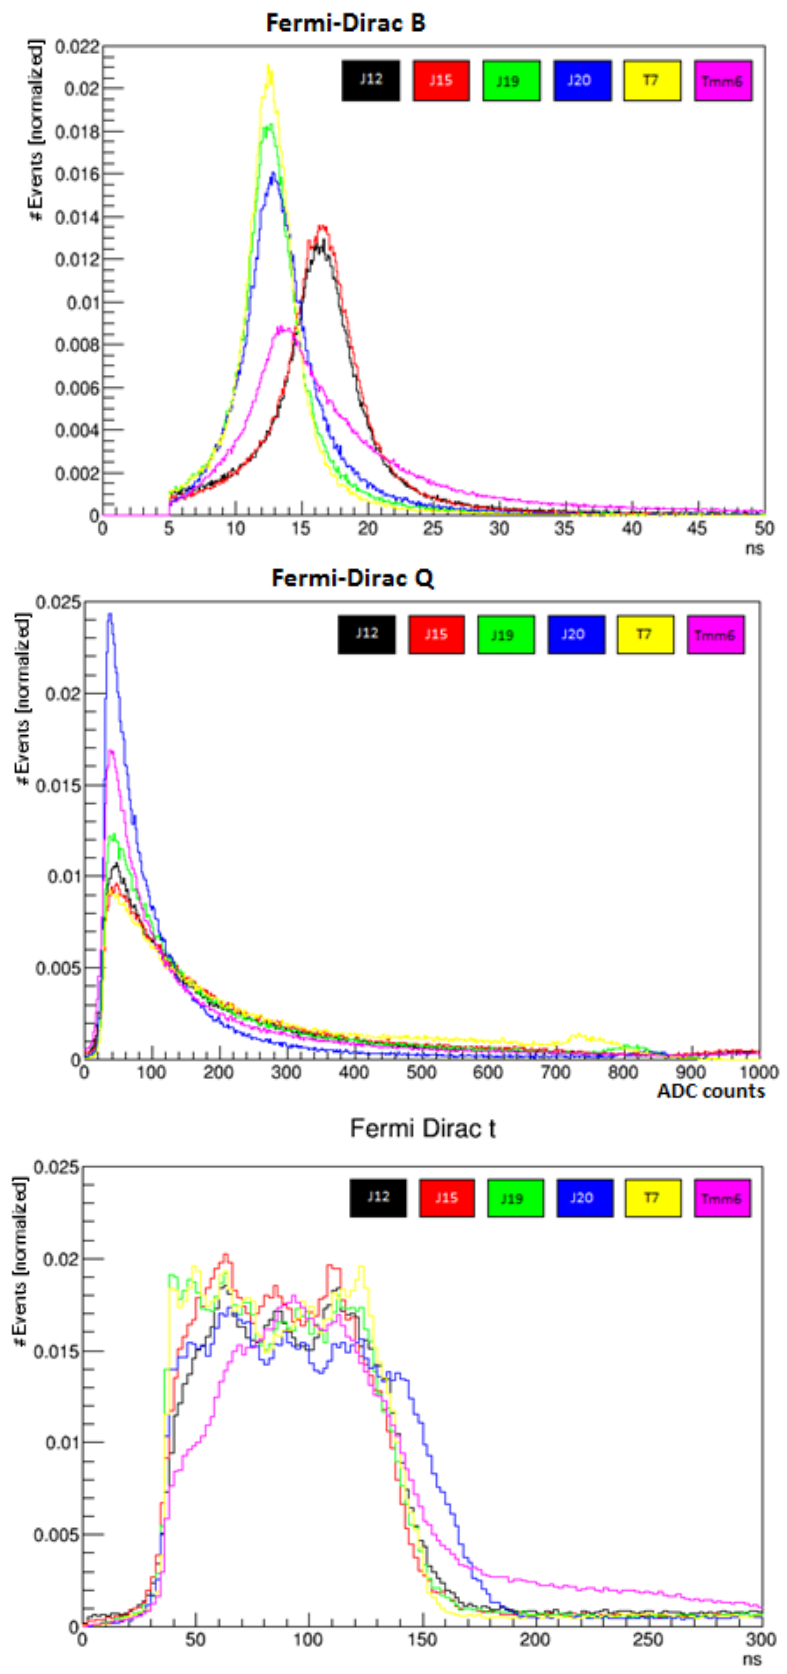 Fermi-Dirac B
#Events [normalized]
0.022
0.02
0.018
0.016
0.014
0.012
0.01
0.008
0.006
0.004
0.002
0
J12 J15 J19 J20 T7 Tmm6
0 5 10 15 20 25 30 35 40 45 50
ns
Fermi-Dirac Q
#Events [normalized]
0.025
0.02
0.015
0.01
0.005
0
J12 J15 J19 J20 T7 Tmm6
0 100 200 300 400 500 600 700 800 900 1000
ADC counts
Fermi Dirac t
#Events [normalized]
0.025
0.02
0.015
0.01
0.005
0
J12 J15 J19 J20 T7 Tmm6
0 50 100 150 200 250 300
ns